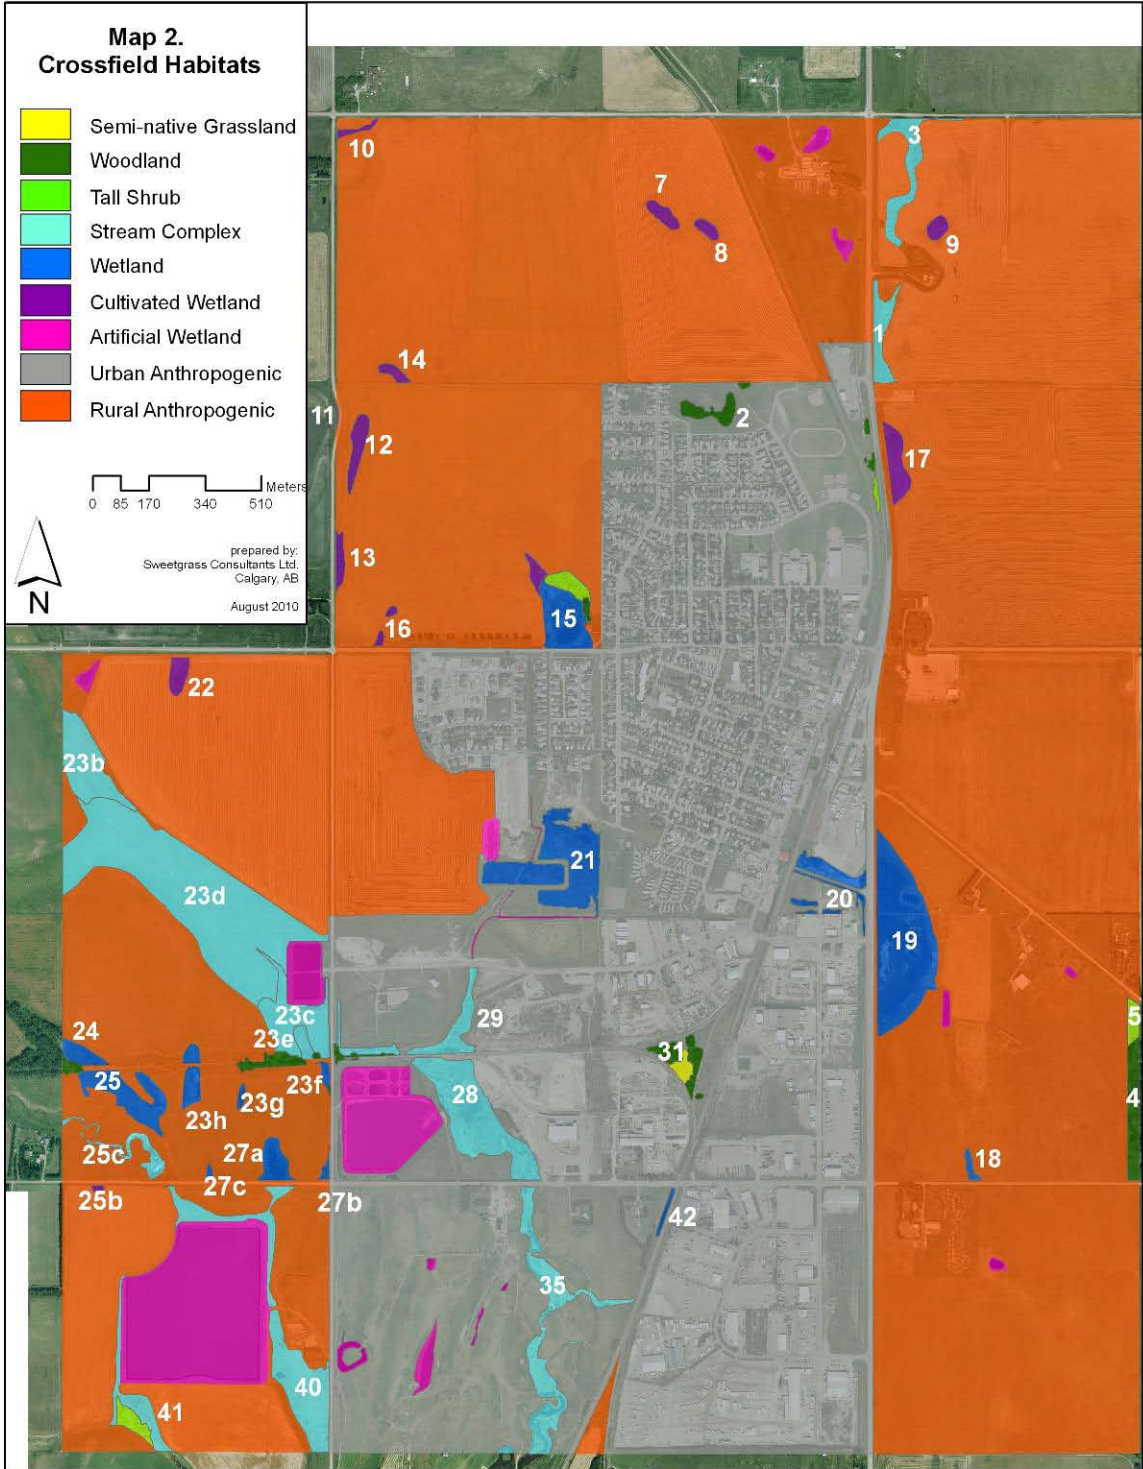 Map 2.
Crossfield Habitats
Semi-native Grassland
Woodland
Tall Shrub
Stream Complex
Wetland
Cultivated Wetland
Artificial Wetland
Urban Anthropogenic
Rural Anthropogenic
Meters
0 85 170 340 510
prepared by:
Sweetgrass Consultants Ltd.
Calgary, AB
August 2010
N
3
10
7
8
9
1
14
11
2
12
17
13
15
16
22
23b
21
23d
20
19
23c
5
24
23e
29
31
25
23f
28
23g
4
23h
25c
27a
18
27c
25b
27b
42
35
40
41